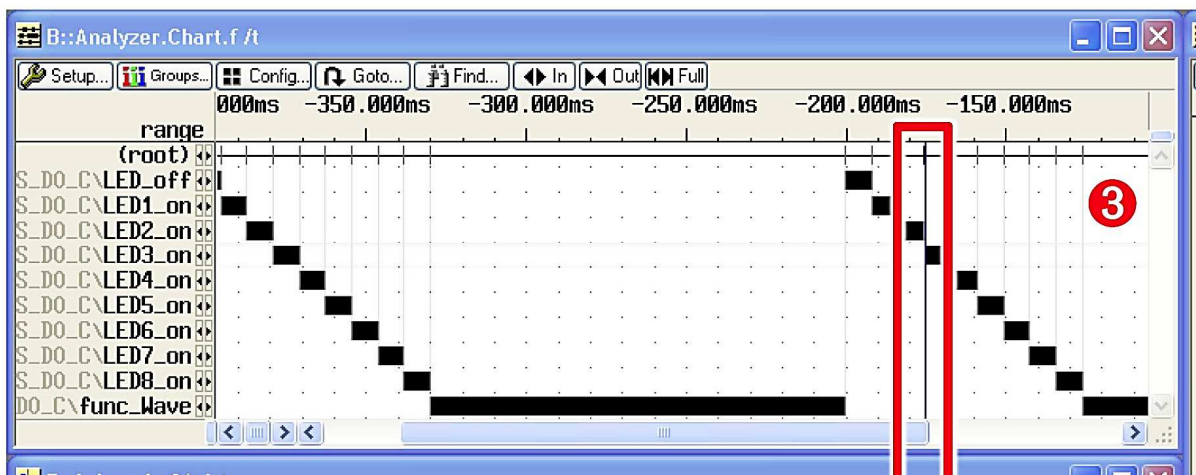 B::Analyzer.Chart.f /t
Setup... Groups... Config... Goto... Find... In Out Full
000ms -350.000ms -300.000ms -250.000ms -200.000ms -150.000ms
range
(root)
S_DO_C\LED_off
S_DO_C\LED1_on
S_DO_C\LED2_on
S_DO_C\LED3_on
S_DO_C\LED4_on
S_DO_C\LED5_on
S_DO_C\LED6_on
S_DO_C\LED7_on
S_DO_C\LED8_on
DO_C\func_Wave
3